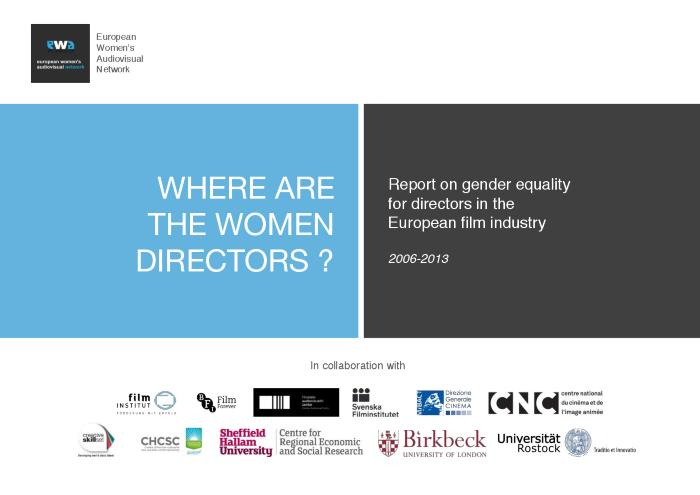 ewa
european women's
audiovisual network
European
Women's
Audiovisual
Network
WHERE ARE
THE WOMEN
DIRECTORS ?
Report on gender equality
for directors in the
European film industry
2006-2013
In collaboration with
film
INSTITUT
BFI
Film
Forever
Svenska
Filminstitutet
MiBAC
Direzione
Generale
CINEMA
CNC
centre national
du cinéma et de
l'image animée
creative
skillset
CHCSC
Sheffield
Hallam
University
Centre for
Regional Economic
and Social Research
Birkbeck
UNIVERSITY OF LONDON
Universität
Rostock
Traditio et Innovatio